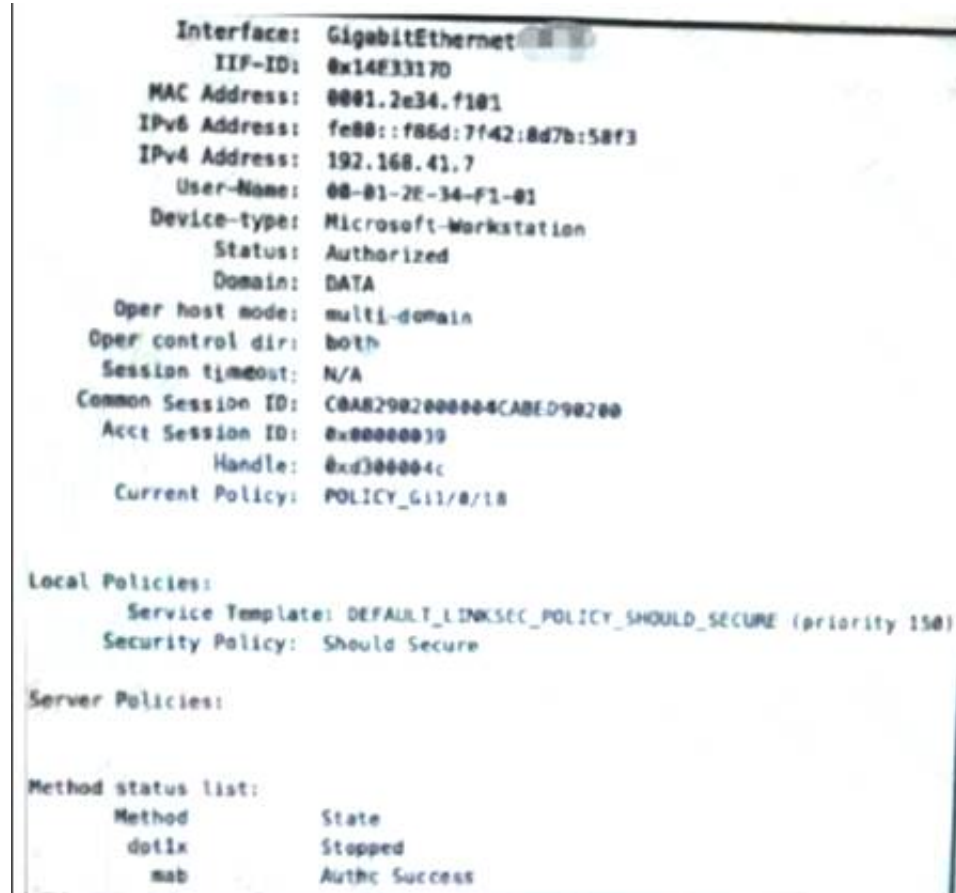 Interface: GigabitEthernet
IIF-ID: 0x14E3317D
MAC Address: 0001.2e34.f101
IPv6 Address: fe80::f86d:7f42:8d7b:58f3
IPv4 Address: 192.168.41.7
User-Name: 00-01-2E-34-F1-01
Device-type: Microsoft-Workstation
Status: Authorized
Domain: DATA
Oper host mode: multi-domain
Oper control dir: both
Session timeout: N/A
Common Session ID:
Acct Session ID: 0x00000039
Handle: 0xd300004c
Current Policy: POLICY_Gi1/0/18
Local Policies:
Service Template: DEFAULT_LINKSEC_POLICY_SHOULD_SECURE (priority 150)
Security Policy: Should Secure
Server Policies:
Method status list:
Method State
dot1x Stopped
mab Authc Success